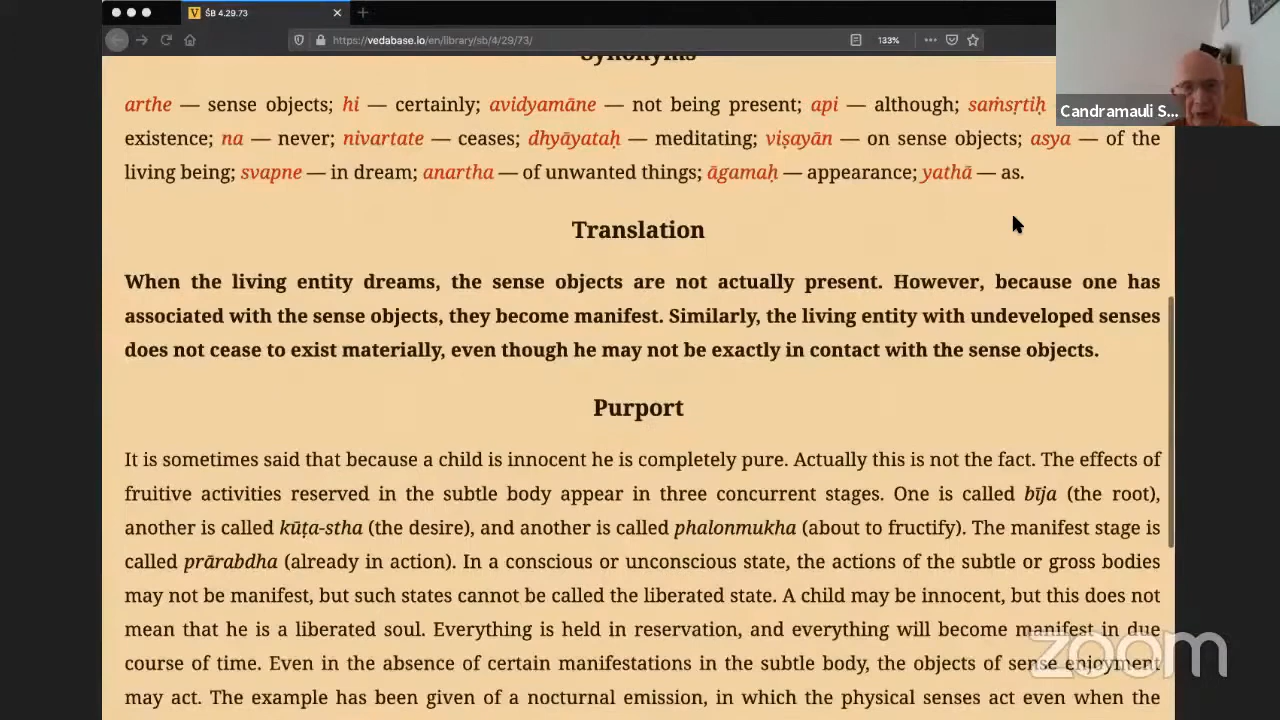 ŚB 4.29.73
https://vedabase.io/en/library/sb/4/29/73/
133%
Candramauli S...
Synonyms
arthe — sense objects; hi — certainly; avidyamāne — not being present; api — although; saṁsṛtiḥ
existence; na — never; nivartate — ceases; dhyāyataḥ — meditating; viṣayān — on sense objects; asya — of the
living being; svapne — in dream; anartha — of unwanted things; āgamaḥ — appearance; yathā — as.
Translation
When the living entity dreams, the sense objects are not actually present. However, because one has
associated with the sense objects, they become manifest. Similarly, the living entity with undeveloped senses
does not cease to exist materially, even though he may not be exactly in contact with the sense objects.
Purport
It is sometimes said that because a child is innocent he is completely pure. Actually this is not the fact. The effects of
fruitive activities reserved in the subtle body appear in three concurrent stages. One is called bīja (the root),
another is called kūṭa-stha (the desire), and another is called phalonmukha (about to fructify). The manifest stage is
called prārabdha (already in action). In a conscious or unconscious state, the actions of the subtle or gross bodies
may not be manifest, but such states cannot be called the liberated state. A child may be innocent, but this does not
mean that he is a liberated soul. Everything is held in reservation, and everything will become manifest in due
course of time. Even in the absence of certain manifestations in the subtle body, the objects of sense enjoyment
may act. The example has been given of a nocturnal emission, in which the physical senses act even when the
zoom